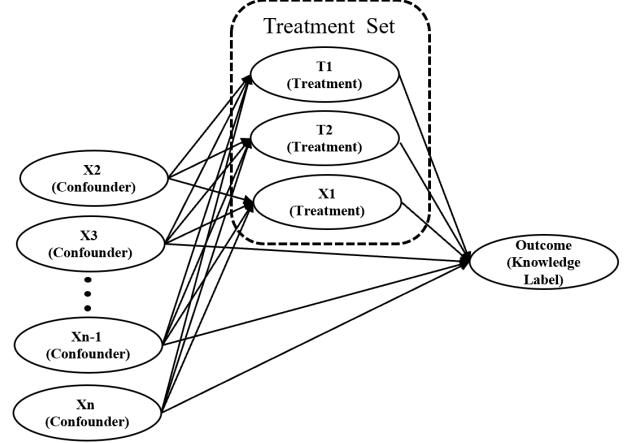 Treatment Set
T1
(Treatment)
T2
(Treatment)
X1
(Treatment)
X2
(Confounder)
X3
(Confounder)
Xn-1
(Confounder)
Xn
(Confounder)
Outcome
(Knowledge
Label)